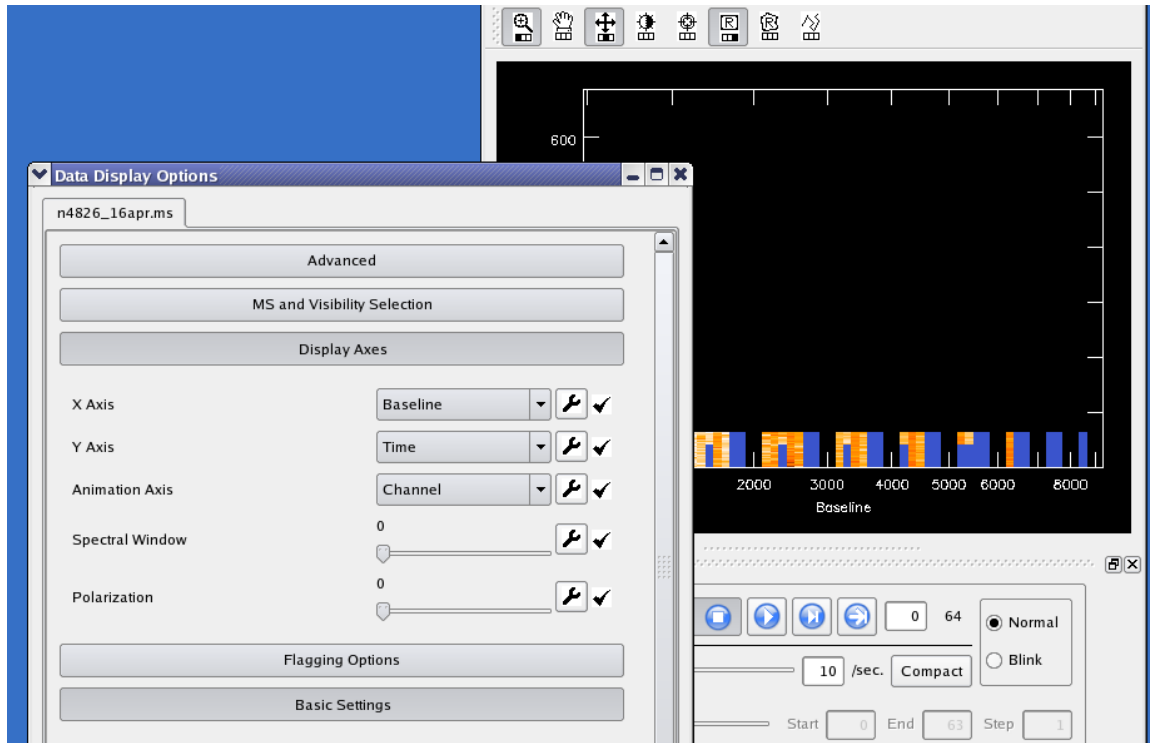 R
R
600
Data Display Options
n4826_16apr.ms
Advanced
MS and Visibility Selection
Display Axes
X Axis
Baseline
Y Axis
Time
Animation Axis
Channel
Spectral Window
0
Polarization
0
Flagging Options
Basic Settings
2000 3000 4000 5000 6000 8000
Baseline
0 64
Normal
Blink
10 /sec. Compact
Start 0 End 63 Step 1